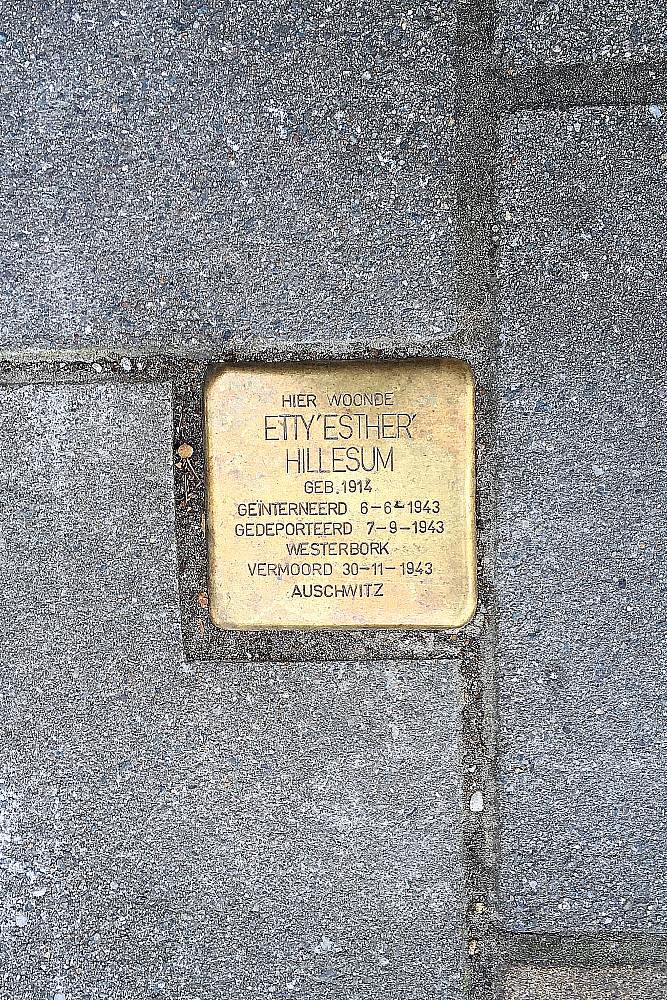 HIER WOONDE
ETTY 'ESTHER'
HILLESUM
GEB. 1914
GEÏNTERNEERD 6-6-1943
GEDEPORTEERD 7-9-1943
WESTERBORK
VERMOORD 30-11-1943
AUSCHWITZ